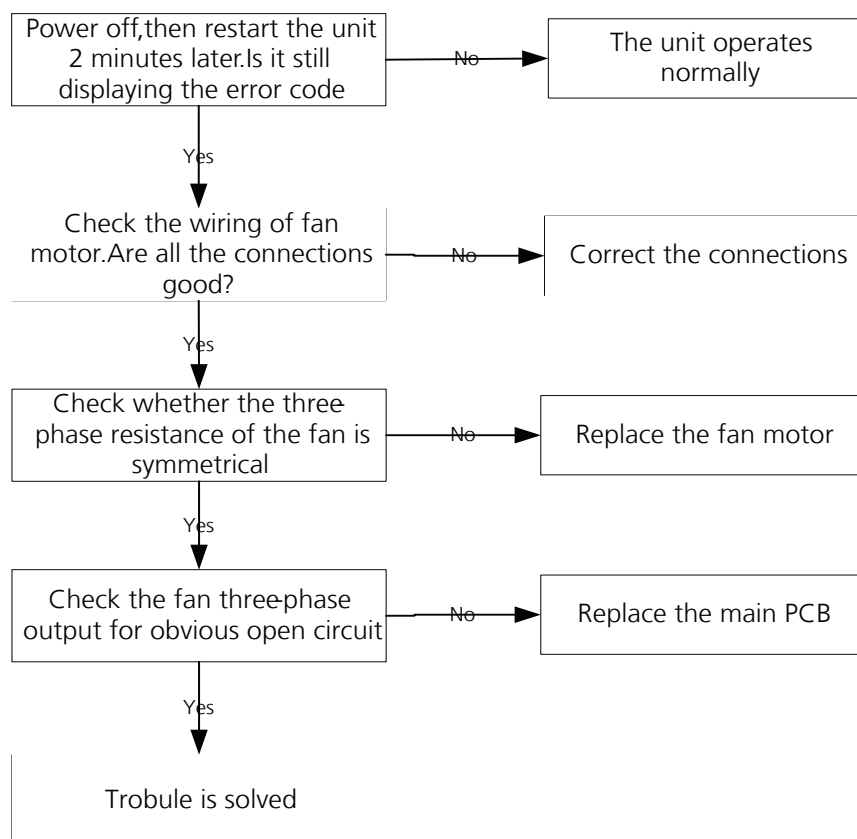 Power off,then restart the unit
2 minutes later.Is it still
displaying the error code
No
The unit operates
normally
Yes
Check the wiring of fan
motor.Are all the connections
good?
No
Correct the connections
Yes
Check whether the three-
phase resistance of the fan is
symmetrical
No
Replace the fan motor
Yes
Check the fan three-phase
output for obvious open circuit
No
Replace the main PCB
Yes
Trobule is solved